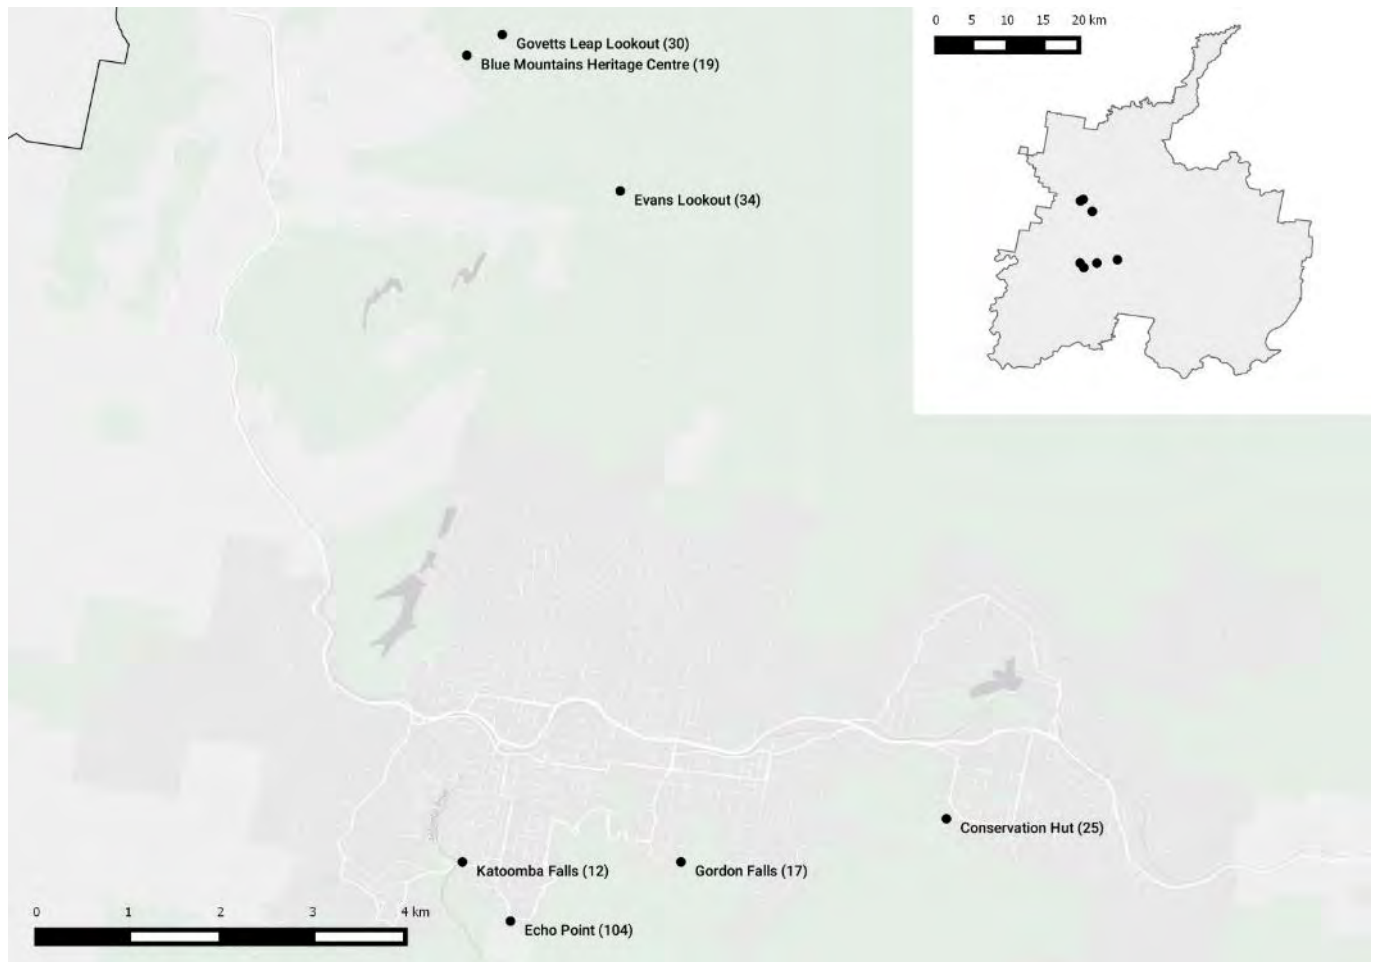 Govetts Leap Lookout (30)
Blue Mountains Heritage Centre (19)
0 5 10 15 20 km
Evans Lookout (34)
Conservation Hut (25)
Katoomba Falls (12)
Gordon Falls (17)
0 1 2 3 4 km
Echo Point (104)